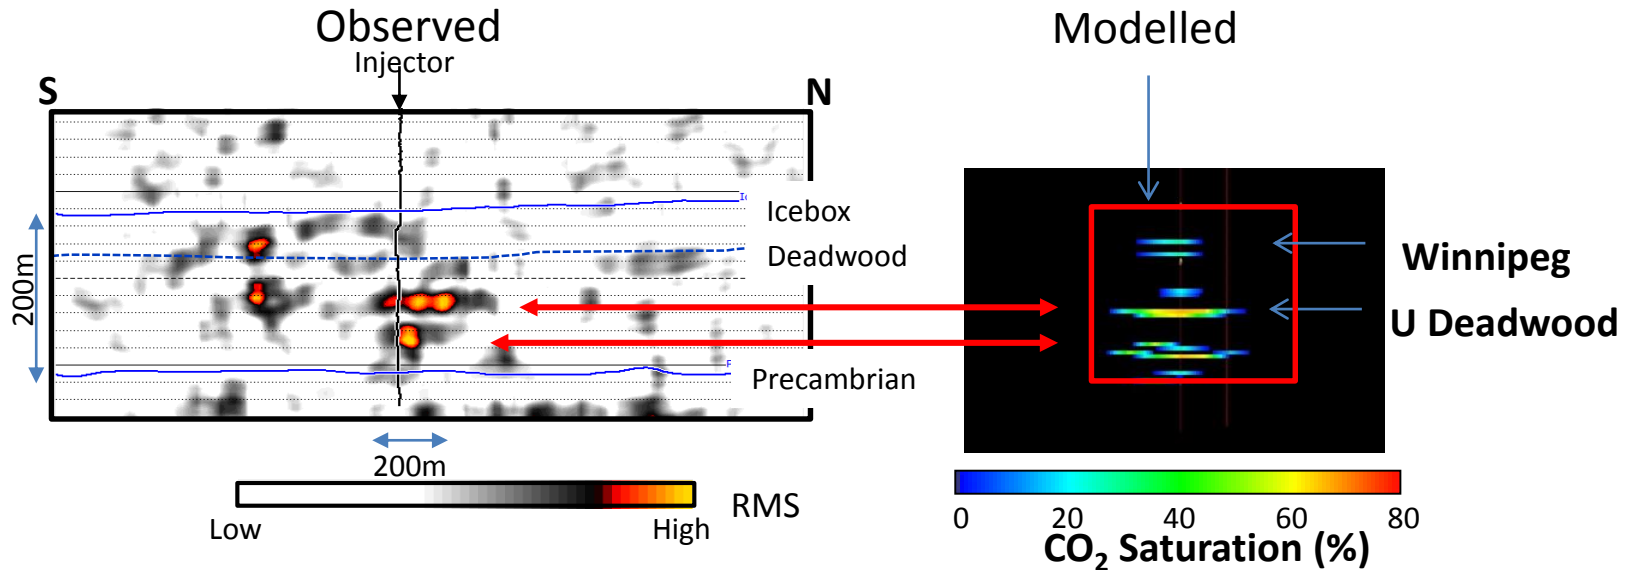 Observed
Modelled
Injector
S
N
Icebox
Deadwood
Precambrian
200m
200m
Low
High
RMS
Winnipeg
U Deadwood
0 20 40 60 80
CO₂ Saturation (%)